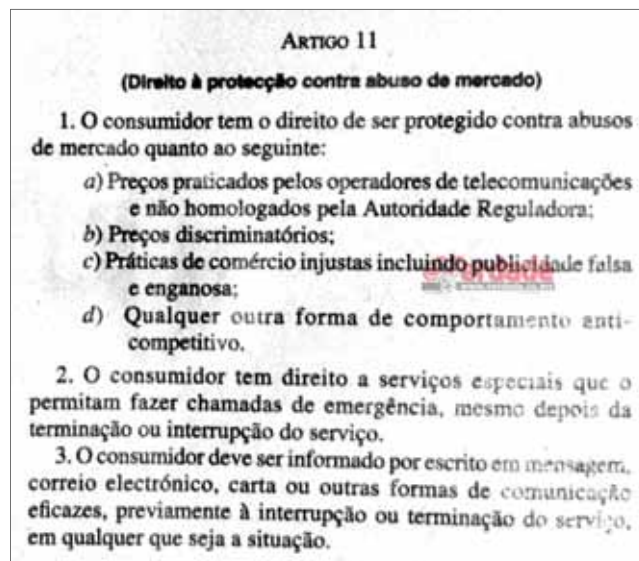 ARTIGO 11
(Direito à protecção contra abuso de mercado)
1. O consumidor tem o direito de ser protegido contra abusos
de mercado quanto ao seguinte:
a) Preços praticados pelos operadores de telecomunicações
e não homologados pela Autoridade Reguladora;
b) Preços discriminatórios;
c) Práticas de comércio injustas incluindo publicidade falsa
e enganosa;
d) Qualquer outra forma de comportamento anti-
competitivo.
2. O consumidor tem direito a serviços especiais que o
permitam fazer chamadas de emergência, mesmo depois da
terminação ou interrupção do serviço.
3. O consumidor deve ser informado por escrito em mensagem,
correio electrónico, carta ou outras formas de comunicação
eficazes, previamente à interrupção ou terminação do serviço,
em qualquer que seja a situação.